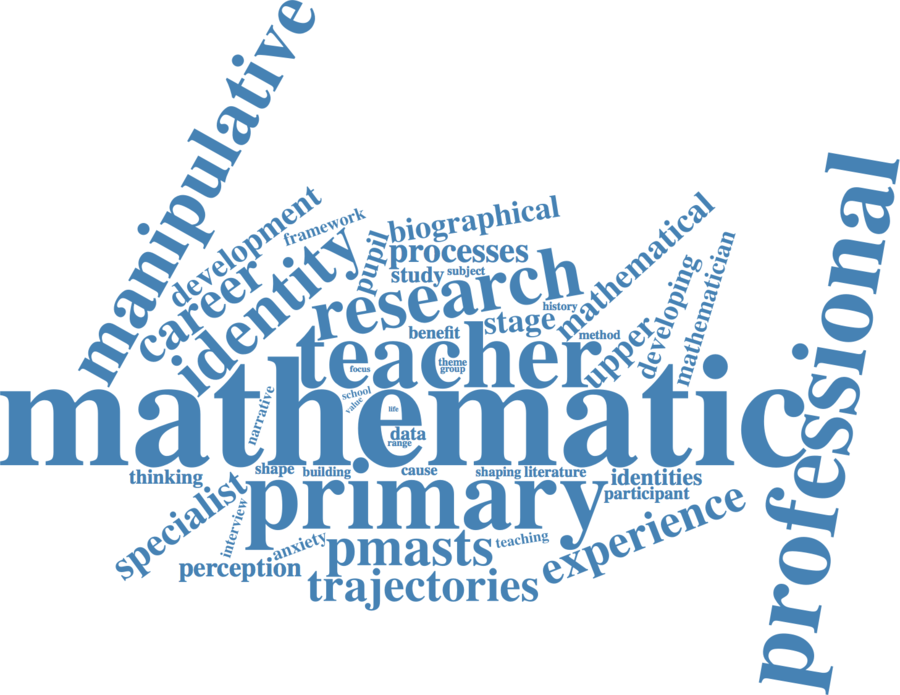 manipulative
professional
development
framework
career
identity
pupil
biographical
processes
study
subject
research
history
mathematical
benefit
stage
method
upper
developing
mathematician
teacher
focus
theme
group
mathematic
narrative
school
value
life
data
range
thinking
shape
building
cause
shaping
literature
identities
participant
specialist
primary
interview
anxiety
perception
pmasts
teaching
experience
trajectories